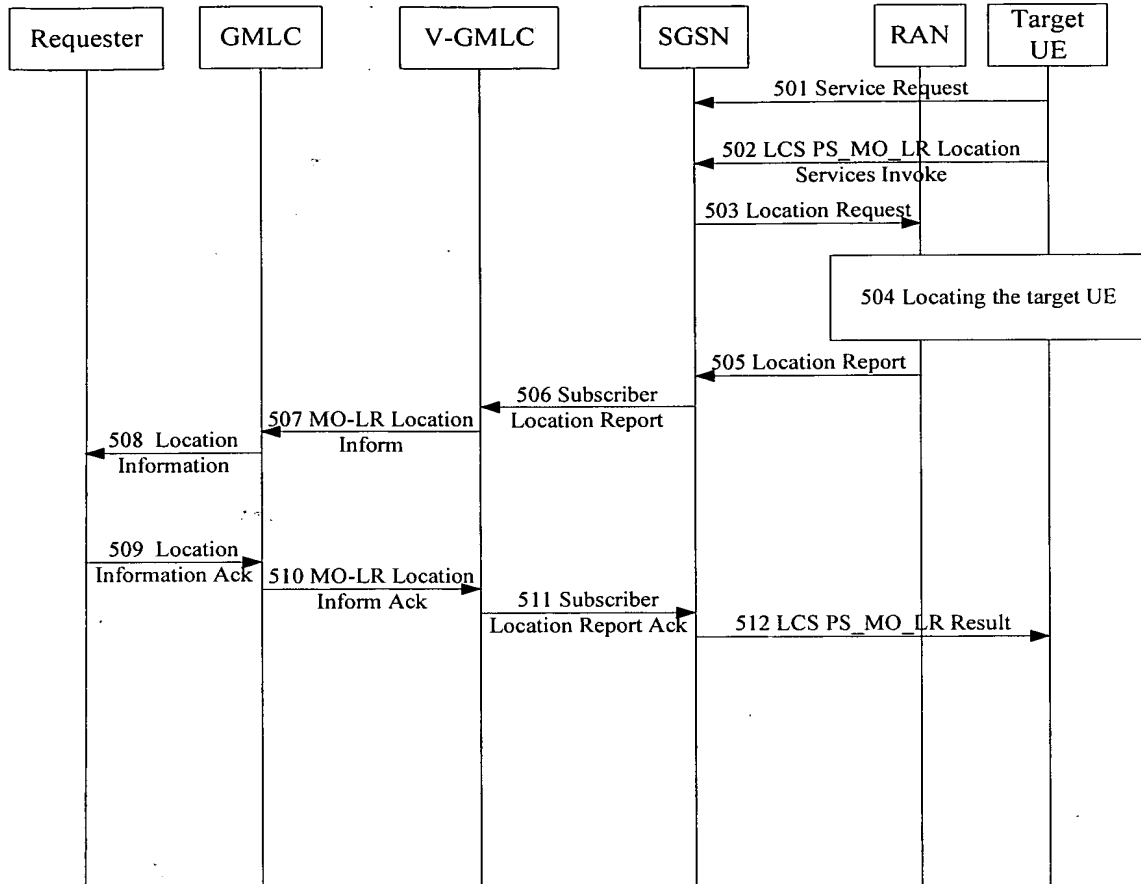 Requester
GMLC
V-GMLC
SGSN
RAN
Target
UE
501 Service Request
502 LCS PS_MO_LR Location
Services Invoke
503 Location Request
504 Locating the target UE
505 Location Report
506 Subscriber
Location Report
507 MO-LR Location
Inform
508 Location
Information
509 Location
Information Ack
510 MO-LR Location
Inform Ack
511 Subscriber
Location Report Ack
512 LCS PS_MO_LR Result